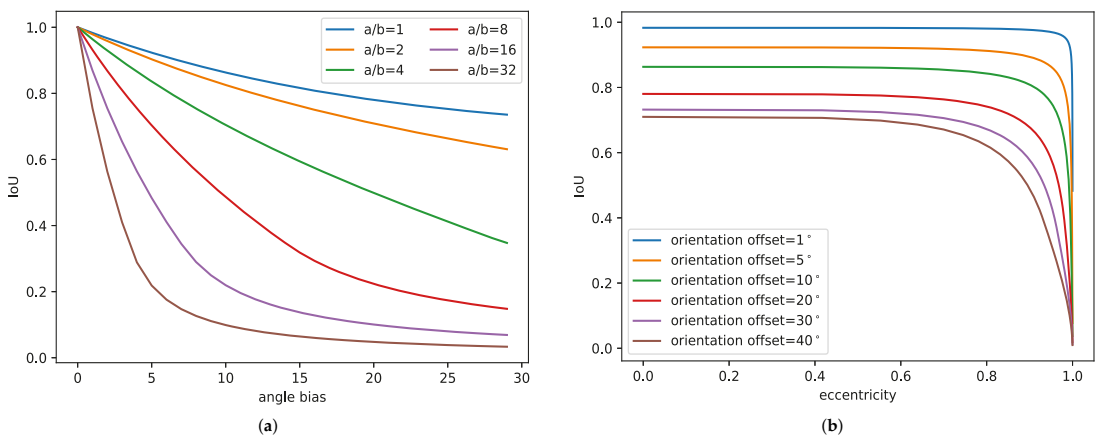 1.0
0.8
0.6
0.4
0.2
0.0
IoU
a/b=1
a/b=2
a/b=4
a/b=8
a/b=16
a/b=32
0 5 10 15 20 25 30
angle bias
(a)
1.0
0.8
0.6
0.4
0.2
0.0
IoU
orientation offset=1°
orientation offset=5°
orientation offset=10°
orientation offset=20°
orientation offset=30°
orientation offset=40°
0.0 0.2 0.4 0.6 0.8 1.0
eccentricity
(b)